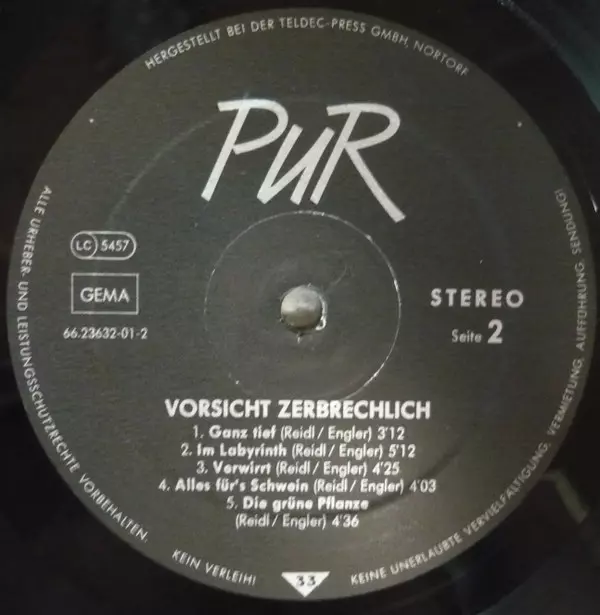 HERGESTELLT BEI DER TELDEC-PRESS GMBH, NORTORF
PUR
LC 5457
GEMA
66.23632-01-2
STEREO
Seite 2
VORSICHT ZERBRECHLICH
1. Ganz tief (Reidl / Engler) 3'12
2. Im Labyrinth (Reidl / Engler) 5'12
3. Verwirrt (Reidl / Engler) 4'25
4. Alles für's Schwein (Reidl / Engler) 4'03
5. Die grüne Pflanze
(Reidl / Engler) 4'36
ALLE URHEBER- UND LEISTUNGSSCHUTZRECHTE VORBEHALTEN.
KEIN VERLEIH!
33
KEINE UNERLAUBTE VERVIELFÄLTIGUNG, VERMIETUNG, AUFFÜHRUNG, SENDUNG!